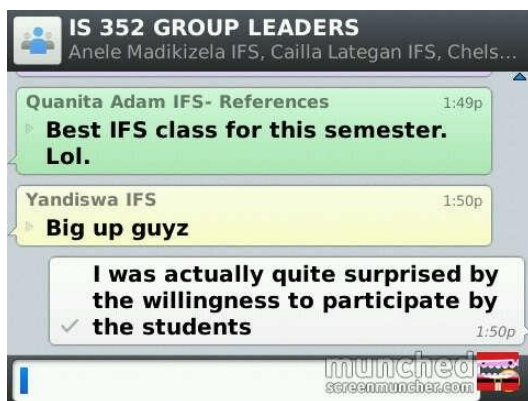 IS 352 GROUP LEADERS
Anele Madikizela IFS, Cailla Lategan IFS, Chels...
Quanita Adam IFS- References 1:49p
Best IFS class for this semester.
Lol.
Yandiswa IFS 1:50p
Big up guyz
I was actually quite surprised by
the willingness to participate by
the students 1:50p
munched
screenmuncher.com